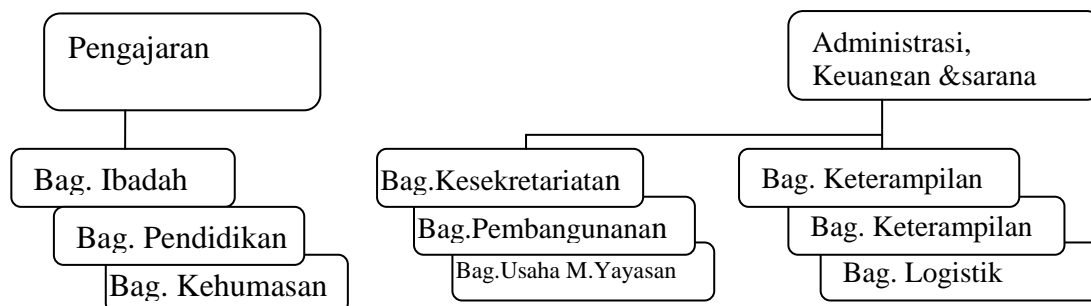 Pengajaran
Administrasi,
Keuangan &sarana
Bag. Ibadah
Bag. Pendidikan
Bag. Kehumasan
Bag.Kesekretariatan
Bag.Pembangunanan
Bag.Usaha M.Yayasan
Bag. Keterampilan
Bag. Keterampilan
Bag. Logistik